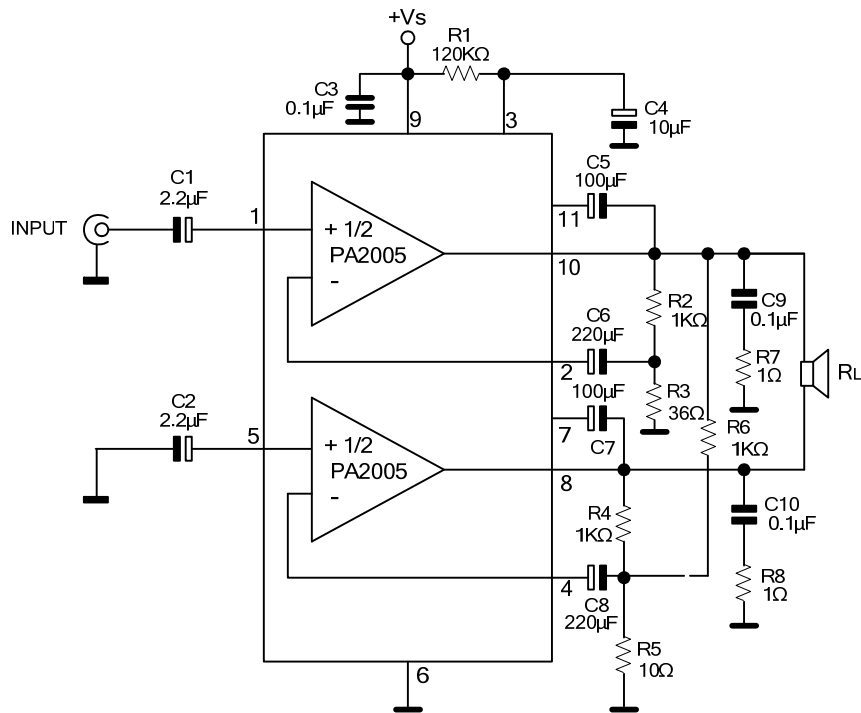 +Vs
R1
120KΩ
C3
0.1µF
9
3
C4
10µF
C1
2.2µF
INPUT
1
+ 1/2
PA2005
-
C5
100µF
11
10
R2
1KΩ
C6
220µF
2
R3
36Ω
C9
0.1µF
R7
1Ω
RL
C2
2.2µF
5
+ 1/2
PA2005
-
100µF
7
C7
8
R6
1KΩ
R4
1KΩ
C10
0.1µF
4
C8
220µF
R8
1Ω
R5
10Ω
6